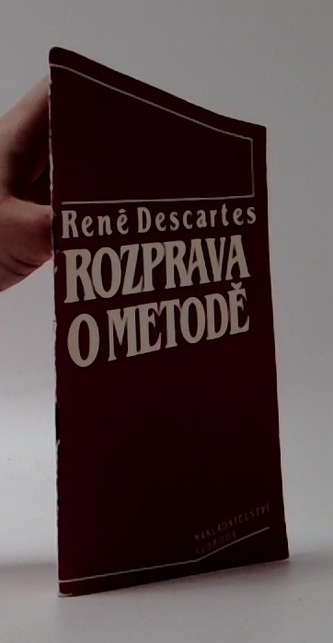 René Descartes
ROZPRAVA
O METODĚ
NAKLADATELSTVÍ
SVOBODA